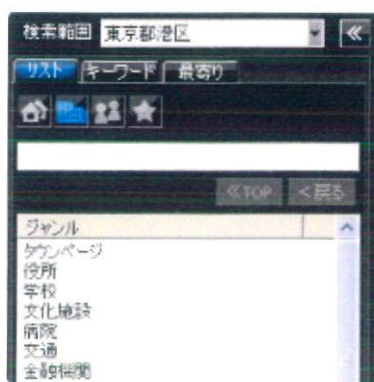 検索範囲 東京都港区 《
リスト キーワード 最寄り
《TOP <戻る
ジャンル
タウンページ
役所
学校
文化施設
病院
交通
金融機関